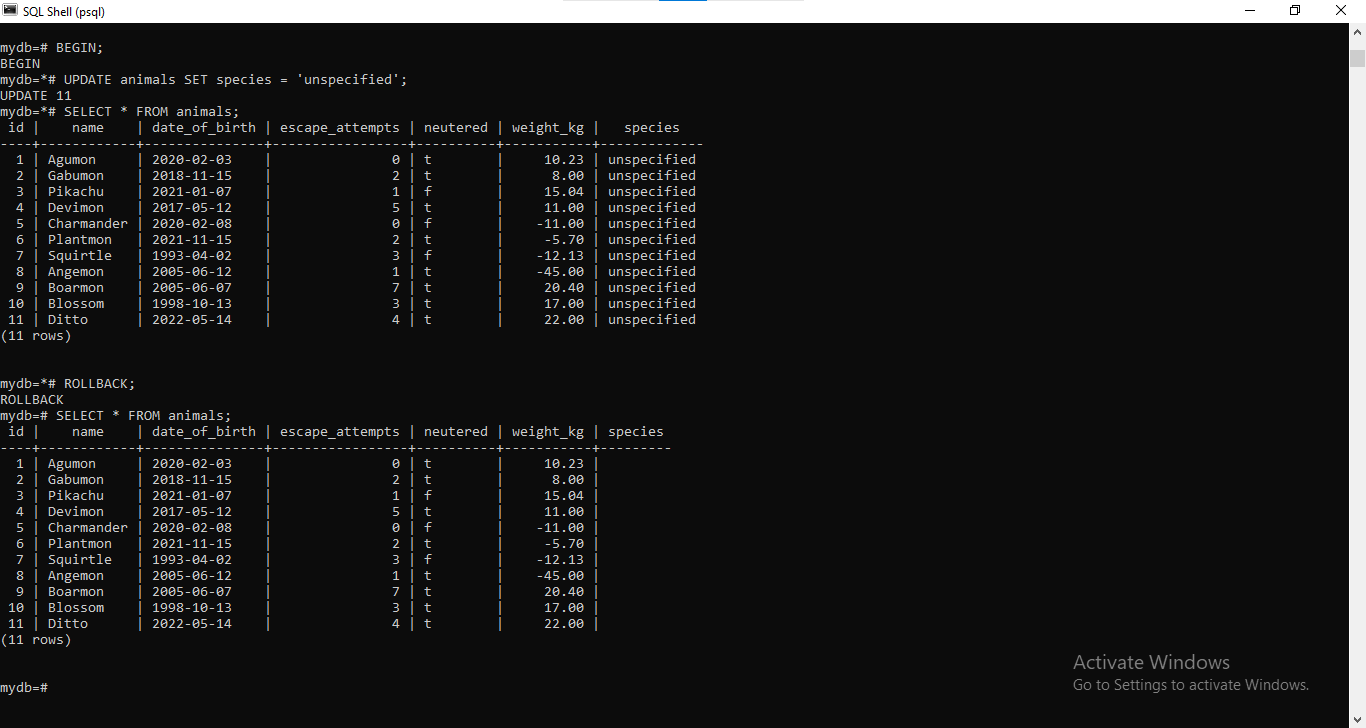 SQL Shell (psql)
mydb=# BEGIN;
BEGIN
mydb=*# UPDATE animals SET species = 'unspecified';
UPDATE 11
mydb=*# SELECT * FROM animals;
 id |    name    | date_of_birth | escape_attempts | neutered | weight_kg |   species
----+------------+---------------+-----------------+----------+-----------+-------------
  1 | Agumon     | 2020-02-03    |               0 | t        |     10.23 | unspecified
  2 | Gabumon    | 2018-11-15    |               2 | t        |      8.00 | unspecified
  3 | Pikachu    | 2021-01-07    |               1 | f        |     15.04 | unspecified
  4 | Devimon    | 2017-05-12    |               5 | t        |     11.00 | unspecified
  5 | Charmander | 2020-02-08    |               0 | f        |    -11.00 | unspecified
  6 | Plantmon   | 2021-11-15    |               2 | t        |     -5.70 | unspecified
  7 | Squirtle   | 1993-04-02    |               3 | f        |    -12.13 | unspecified
  8 | Angemon    | 2005-06-12    |               1 | t        |    -45.00 | unspecified
  9 | Boarmon    | 2005-06-07    |               7 | t        |     20.40 | unspecified
 10 | Blossom    | 1998-10-13    |               3 | t        |     17.00 | unspecified
 11 | Ditto      | 2022-05-14    |               4 | t        |     22.00 | unspecified
(11 rows)
mydb=*# ROLLBACK;
ROLLBACK
mydb=# SELECT * FROM animals;
 id |    name    | date_of_birth | escape_attempts | neutered | weight_kg | species
----+------------+---------------+-----------------+----------+-----------+---------
  1 | Agumon     | 2020-02-03    |               0 | t        |     10.23 |
  2 | Gabumon    | 2018-11-15    |               2 | t        |      8.00 |
  3 | Pikachu    | 2021-01-07    |               1 | f        |     15.04 |
  4 | Devimon    | 2017-05-12    |               5 | t        |     11.00 |
  5 | Charmander | 2020-02-08    |               0 | f        |    -11.00 |
  6 | Plantmon   | 2021-11-15    |               2 | t        |     -5.70 |
  7 | Squirtle   | 1993-04-02    |               3 | f        |    -12.13 |
  8 | Angemon    | 2005-06-12    |               1 | t        |    -45.00 |
  9 | Boarmon    | 2005-06-07    |               7 | t        |     20.40 |
 10 | Blossom    | 1998-10-13    |               3 | t        |     17.00 |
 11 | Ditto      | 2022-05-14    |               4 | t        |     22.00 |
(11 rows)
mydb=#
Activate Windows
Go to Settings to activate Windows.